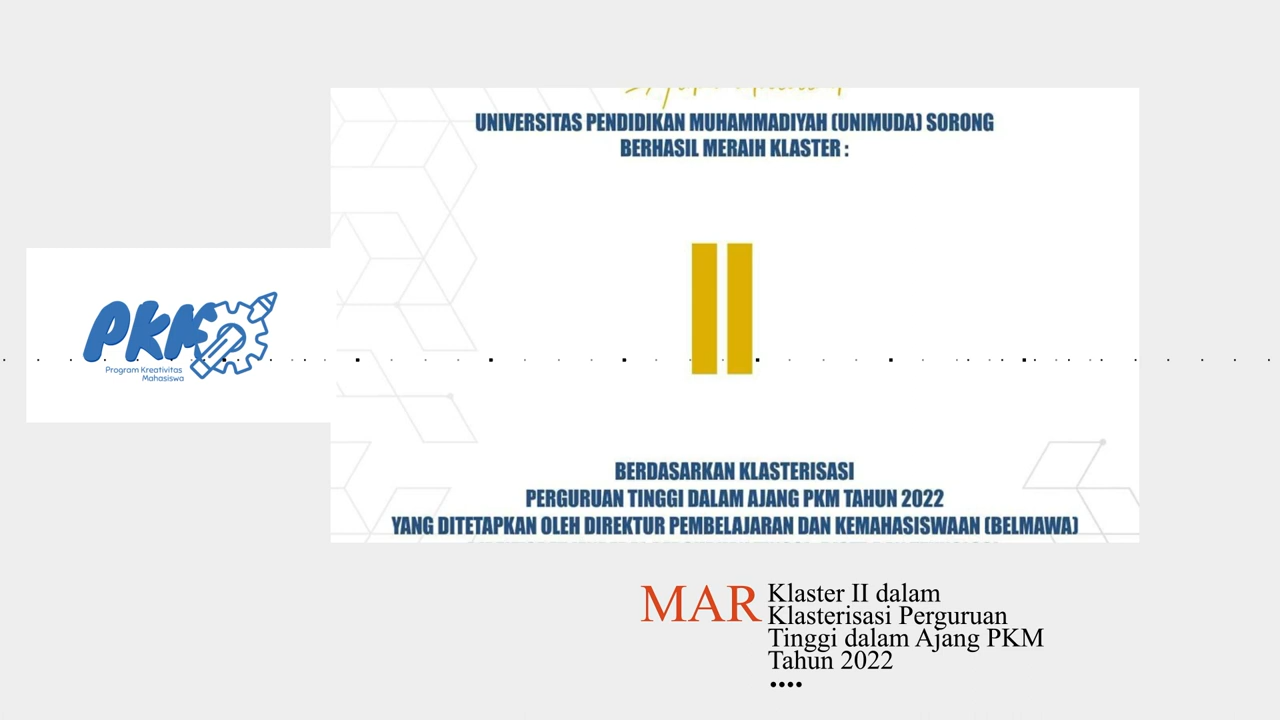 UNIVERSITAS PENDIDIKAN MUHAMMADIYAH (UNIMUDA) SORONG
BERHASIL MERAIH KLASTER :
II
PKM
Program Kreativitas
Mahasiswa
BERDASARKAN KLASTERISASI
PERGURUAN TINGGI DALAM AJANG PKM TAHUN 2022
YANG DITETAPKAN OLEH DIREKTUR PEMBELAJARAN DAN KEMAHASISWAAN (BELMAWA)
MAR
Klaster II dalam
Klasterisasi Perguruan
Tinggi dalam Ajang PKM
Tahun 2022